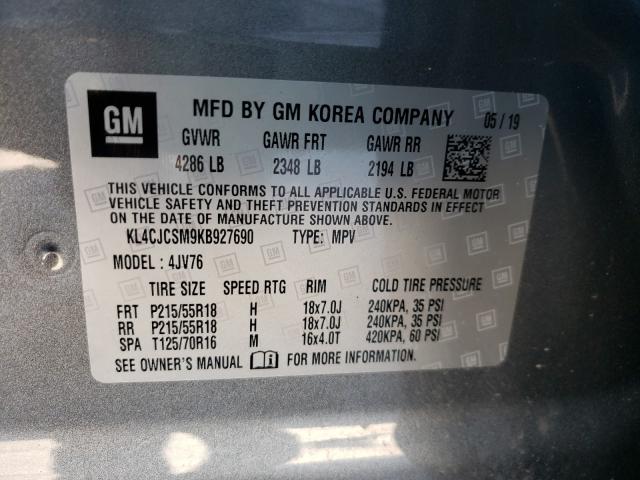 GM MFD BY GM KOREA COMPANY 05/19
GVWR GAWR FRT GAWR RR
4286 LB 2348 LB 2194 LB
THIS VEHICLE CONFORMS TO ALL APPLICABLE U.S. FEDERAL MOTOR
VEHICLE SAFETY AND THEFT PREVENTION STANDARDS IN EFFECT
ON THE DATE OF MANUFACTURE SHOWN ABOVE.
KL4CJCSM9KB927690 TYPE: MPV
MODEL: 4JV76
TIRE SIZE SPEED RTG RIM COLD TIRE PRESSURE
FRT P215/55R18 H 18x7.0J 240KPA, 35 PSI
RR P215/55R18 H 18x7.0J 240KPA, 35 PSI
SPA T125/70R16 M 16x4.0T 420KPA, 60 PSI
SEE OWNER'S MANUAL FOR ADDITIONAL INFORMATION.